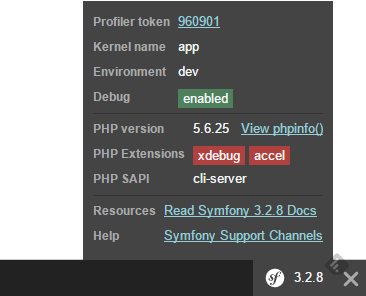 Profiler token 960901
Kernel name app
Environment dev
Debug enabled
PHP version 5.6.25 View phpinfo()
PHP Extensions xdebug accel
PHP SAPI cli-server
Resources Read Symfony 3.2.8 Docs
Help Symfony Support Channels
sf 3.2.8